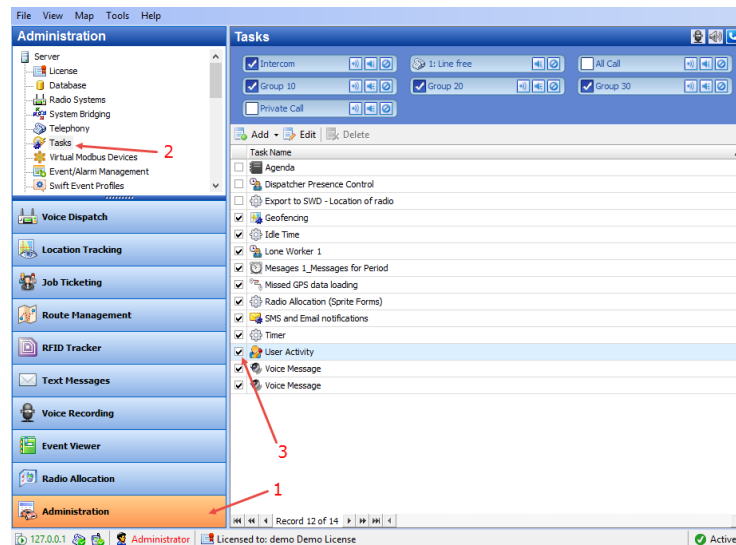 File View Map Tools Help
Administration
Tasks
Server
License
Database
Radio Systems
System Bridging
Telephony
Tasks
Virtual Modbus Devices
Event/Alarm Management
Swift Event Profiles
2
Intercom
1: Line free
All Call
Group 10
Group 20
Group 30
Private Call
Add Edit Delete
Task Name
Agenda
Dispatcher Presence Control
Export to SWD - Location of radio
Geofencing
Idle Time
Lone Worker 1
Mesages 1_Messages for Period
Missed GPS data loading
Radio Allocation (Sprite Forms)
SMS and Email notifications
Timer
User Activity
Voice Message
Voice Message
3
Voice Dispatch
Location Tracking
Job Ticketing
Route Management
RFID Tracker
Text Messages
Voice Recording
Event Viewer
Radio Allocation
Administration
1
Record 12 of 14
127.0.0.1 Administrator Licensed to: demo Demo License Active